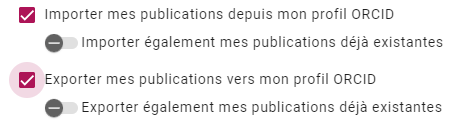 Importer mes publications depuis mon profil ORCID
Importer également mes publications déjà existantes
Exporter mes publications vers mon profil ORCID
Exporter également mes publications déjà existantes